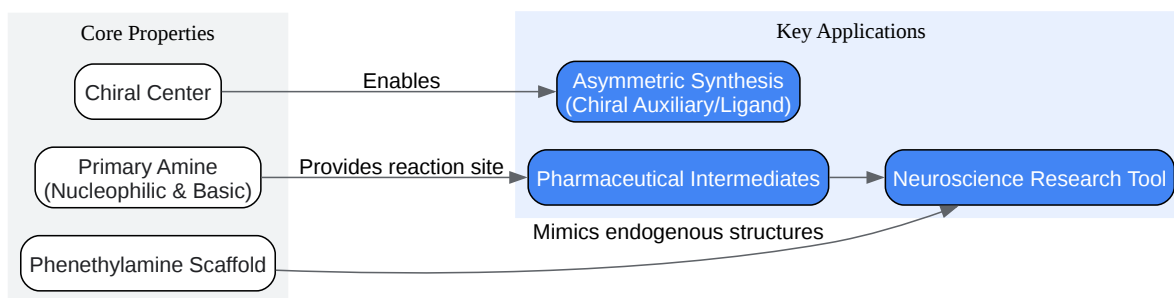 Core Properties
Key Applications
Chiral Center
Enables
Asymmetric Synthesis
(Chiral Auxiliary/Ligand)
Primary Amine
(Nucleophilic & Basic)
Provides reaction site
Pharmaceutical Intermediates
Neuroscience Research Tool
Mimics endogenous structures
Phenethylamine Scaffold